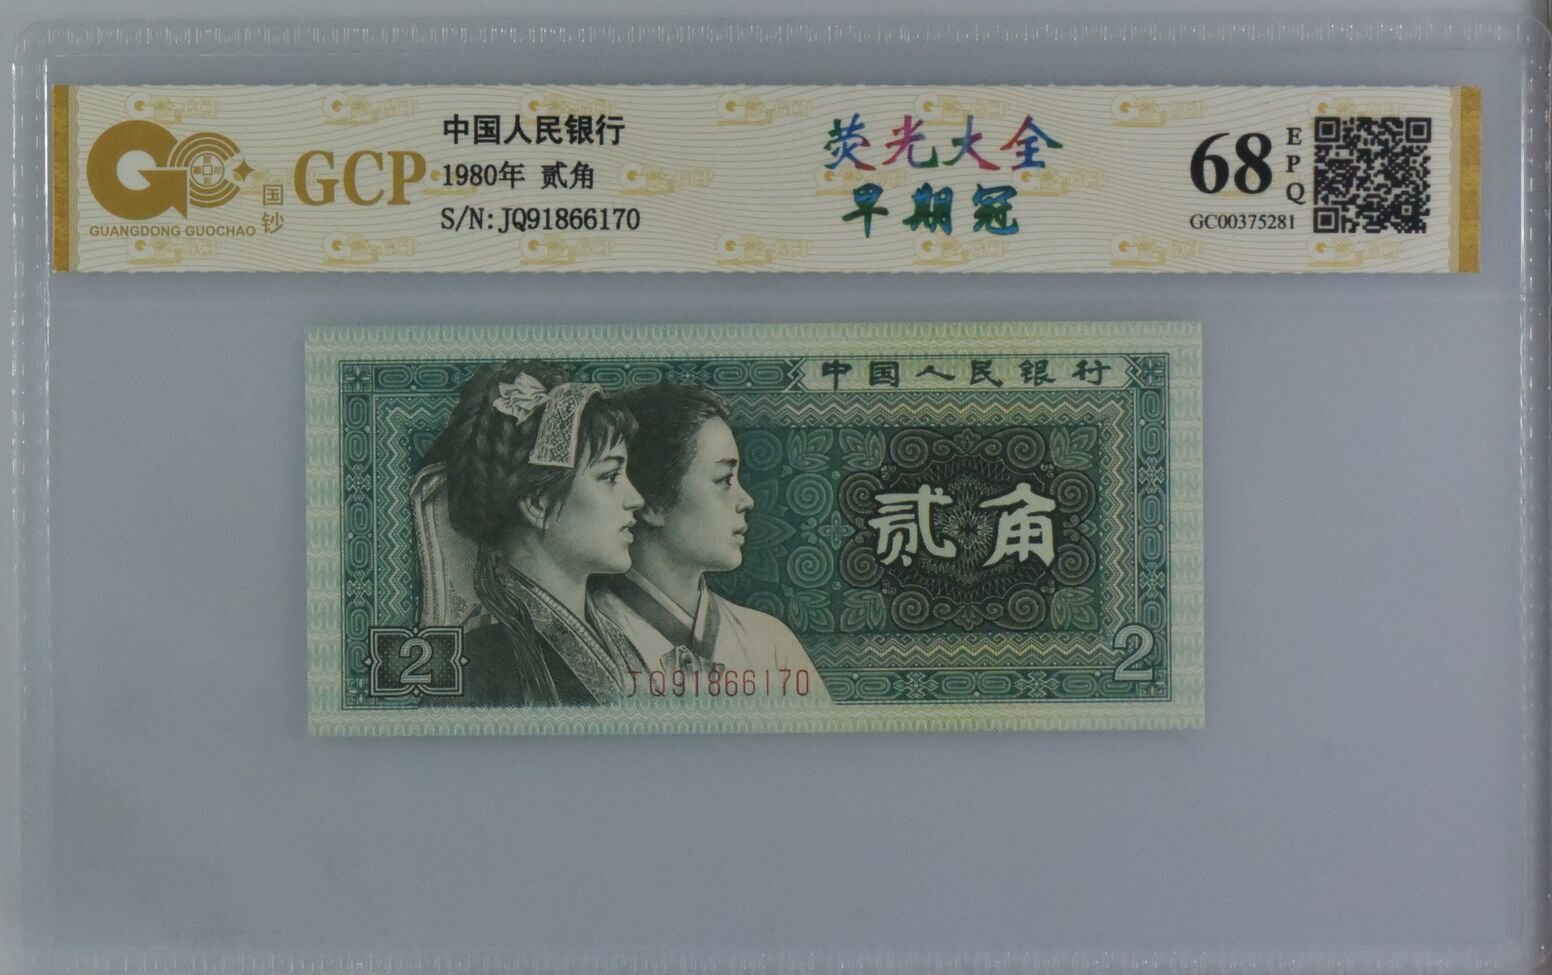 GUANGDONG GUOCHAO
国钞
GCP
中国人民银行
1980年 贰角
S/N:JQ91866170
荧光大全
早期冠
68
EPQ
GC00375281
中国人民银行
贰角
2
2
JQ91866170